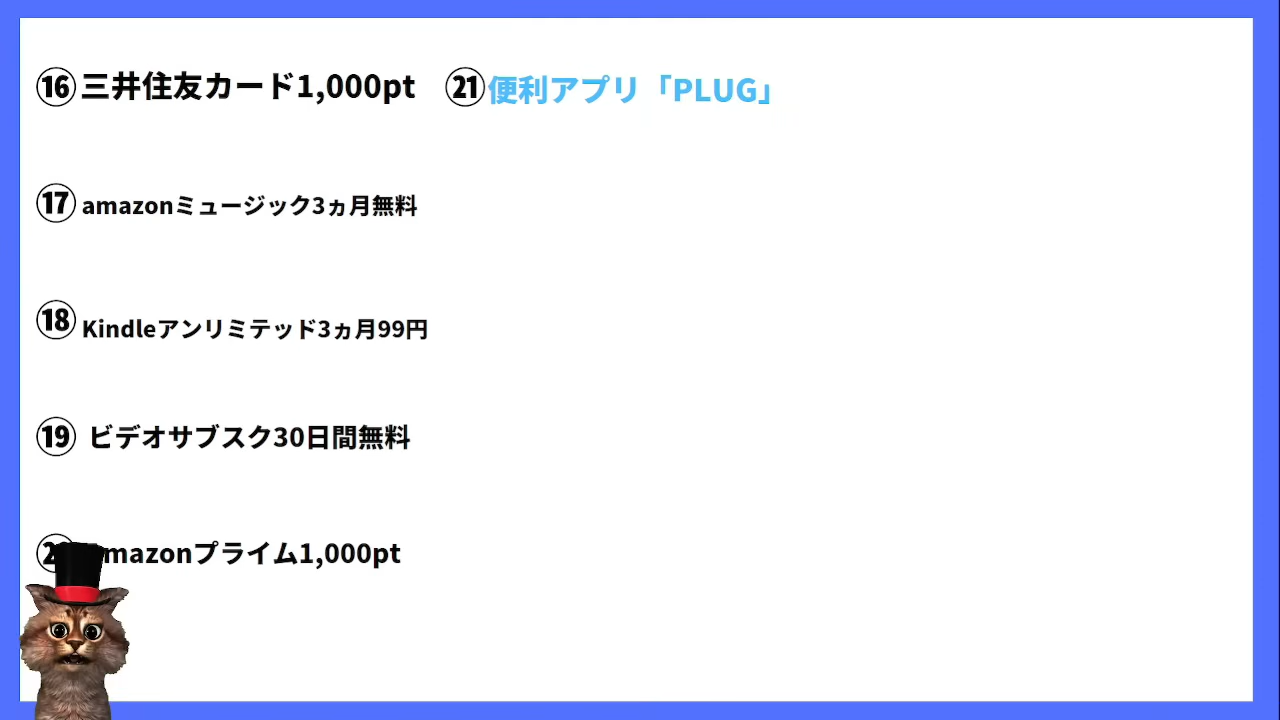 ⑯三井住友カード1,000pt
⑰amazonミュージック3ヵ月無料
⑱Kindleアンリミテッド3ヵ月99円
⑲ビデオサブスク30日間無料
mazonプライム1,000pt
㉑便利アプリ「PLUG」